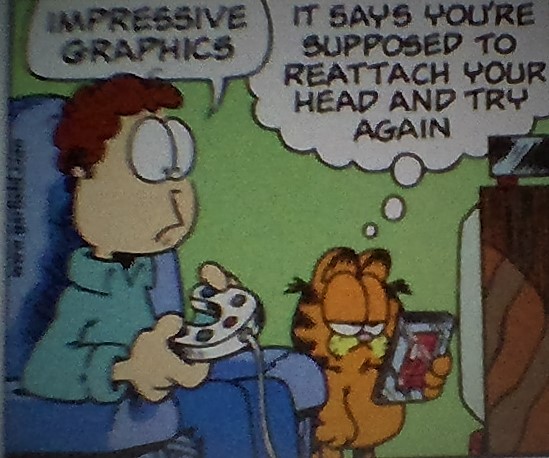 IMPRESSIVE
GRAPHICS
IT SAYS YOU'RE
SUPPOSED TO
REATTACH YOUR
HEAD AND TRY
AGAIN